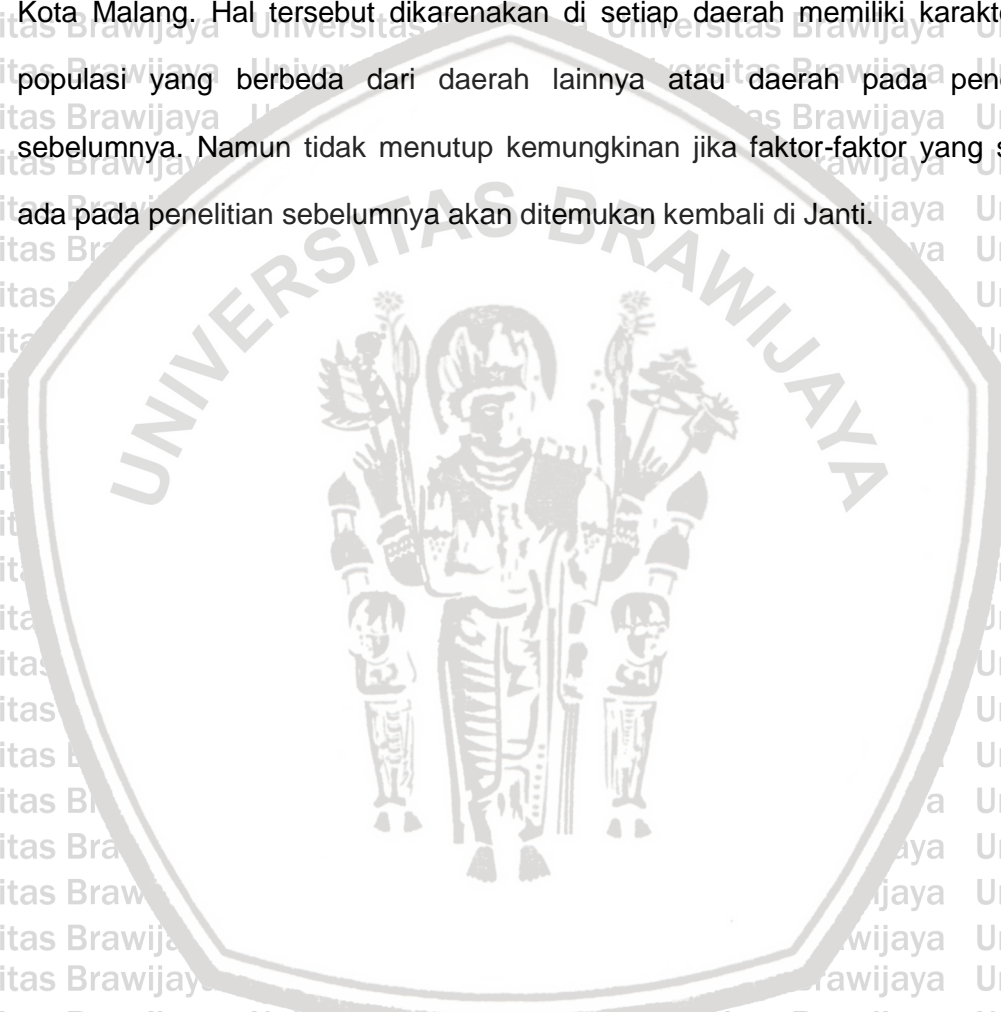 Kota Malang. Hal tersebut dikarenakan di setiap daerah memiliki
populasi yang berbeda dari daerah lainnya atau daerah pada
sebelumnya. Namun tidak menutup kemungkinan jika faktor-faktor yang
ada pada penelitian sebelumnya akan ditemukan kembali di Janti.
UNIVERSITAS BRAWIJAYA